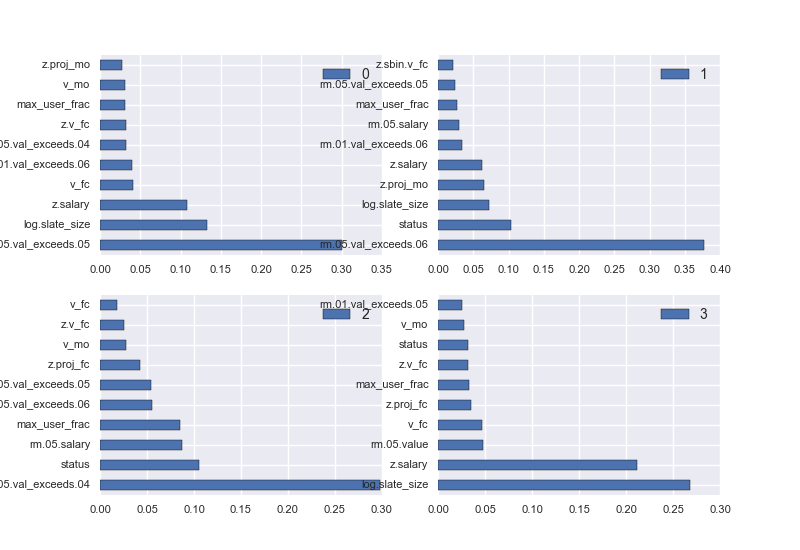 z.proj_mo
v_mo
max_user_frac
z.v_fc
05.val_exceeds.04
01.val_exceeds.06
v_fc
z.salary
log.slate_size
05.val_exceeds.05
0
0.00 0.05 0.10 0.15 0.20 0.25 0.30 0.35
z.sbin.v_fc
rm.05.val_exceeds.05
max_user_frac
rm.05.salary
rm.01.val_exceeds.06
z.salary
z.proj_mo
log.slate_size
status
rm.05.val_exceeds.06
1
0.00 0.05 0.10 0.15 0.20 0.25 0.30 0.35 0.40
v_fc
z.v_fc
v_mo
z.proj_fc
05.val_exceeds.05
05.val_exceeds.06
max_user_frac
rm.05.salary
status
05.val_exceeds.04
2
0.00 0.05 0.10 0.15 0.20 0.25 0.30
rm.01.val_exceeds.05
v_mo
status
z.v_fc
max_user_frac
z.proj_fc
v_fc
rm.05.value
z.salary
log.slate_size
3
0.00 0.05 0.10 0.15 0.20 0.25 0.30